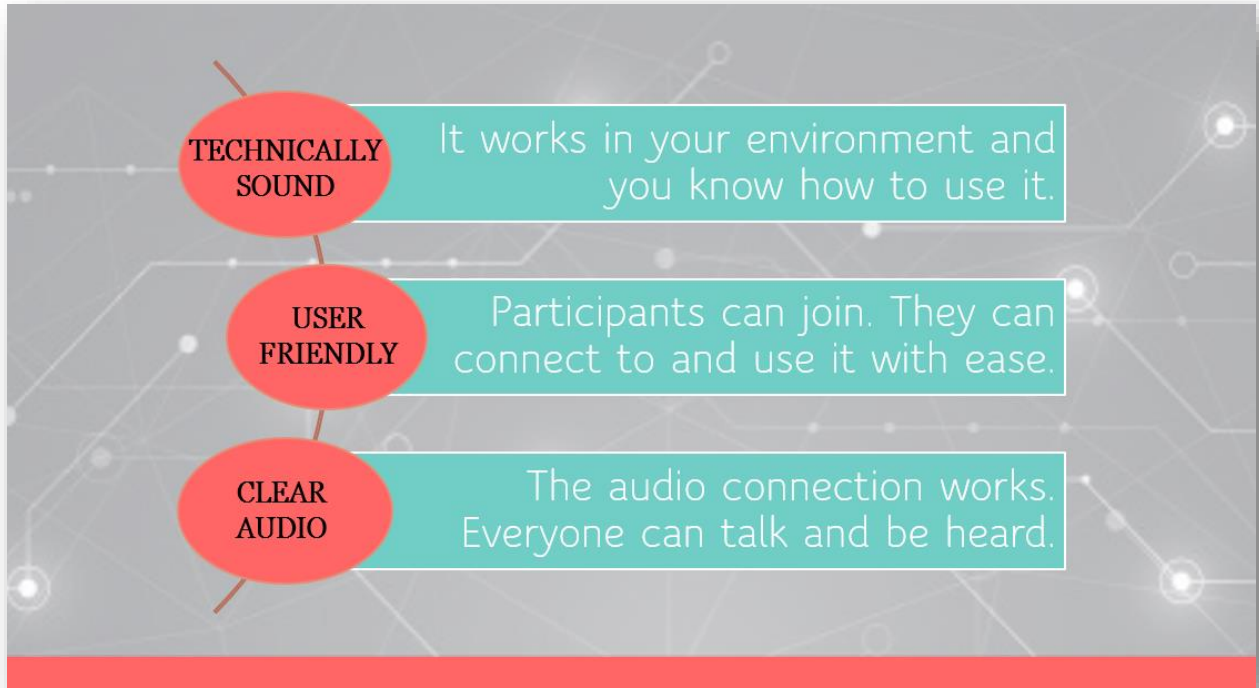 TECHNICALLY
SOUND
It works in your environment and
you know how to use it.
USER
FRIENDLY
Participants can join. They can
connect to and use it with ease.
CLEAR
AUDIO
The audio connection works.
Everyone can talk and be heard.